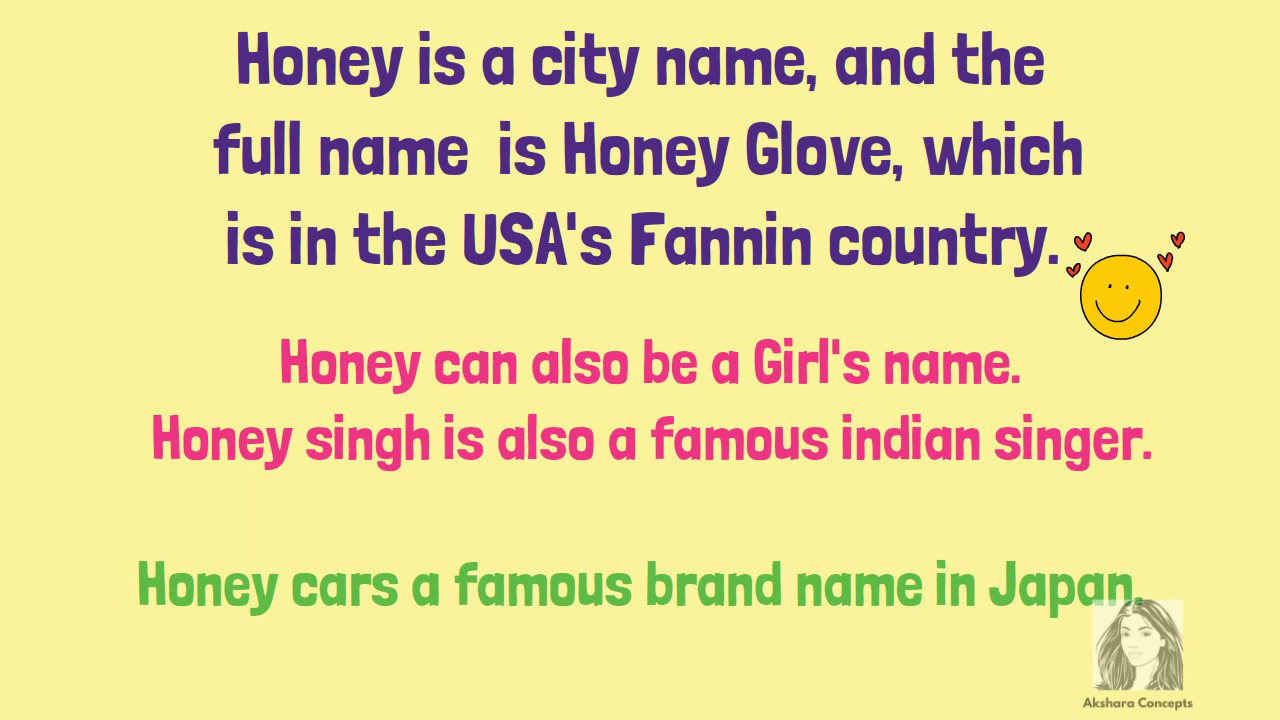 Honey is a city name, and the
full name is Honey Glove, which
is in the USA's Fannin country.
Honey can also be a Girl's name.
Honey singh is also a famous indian singer.
Honey cars a famous brand name in Japan.
Akshara Concepts